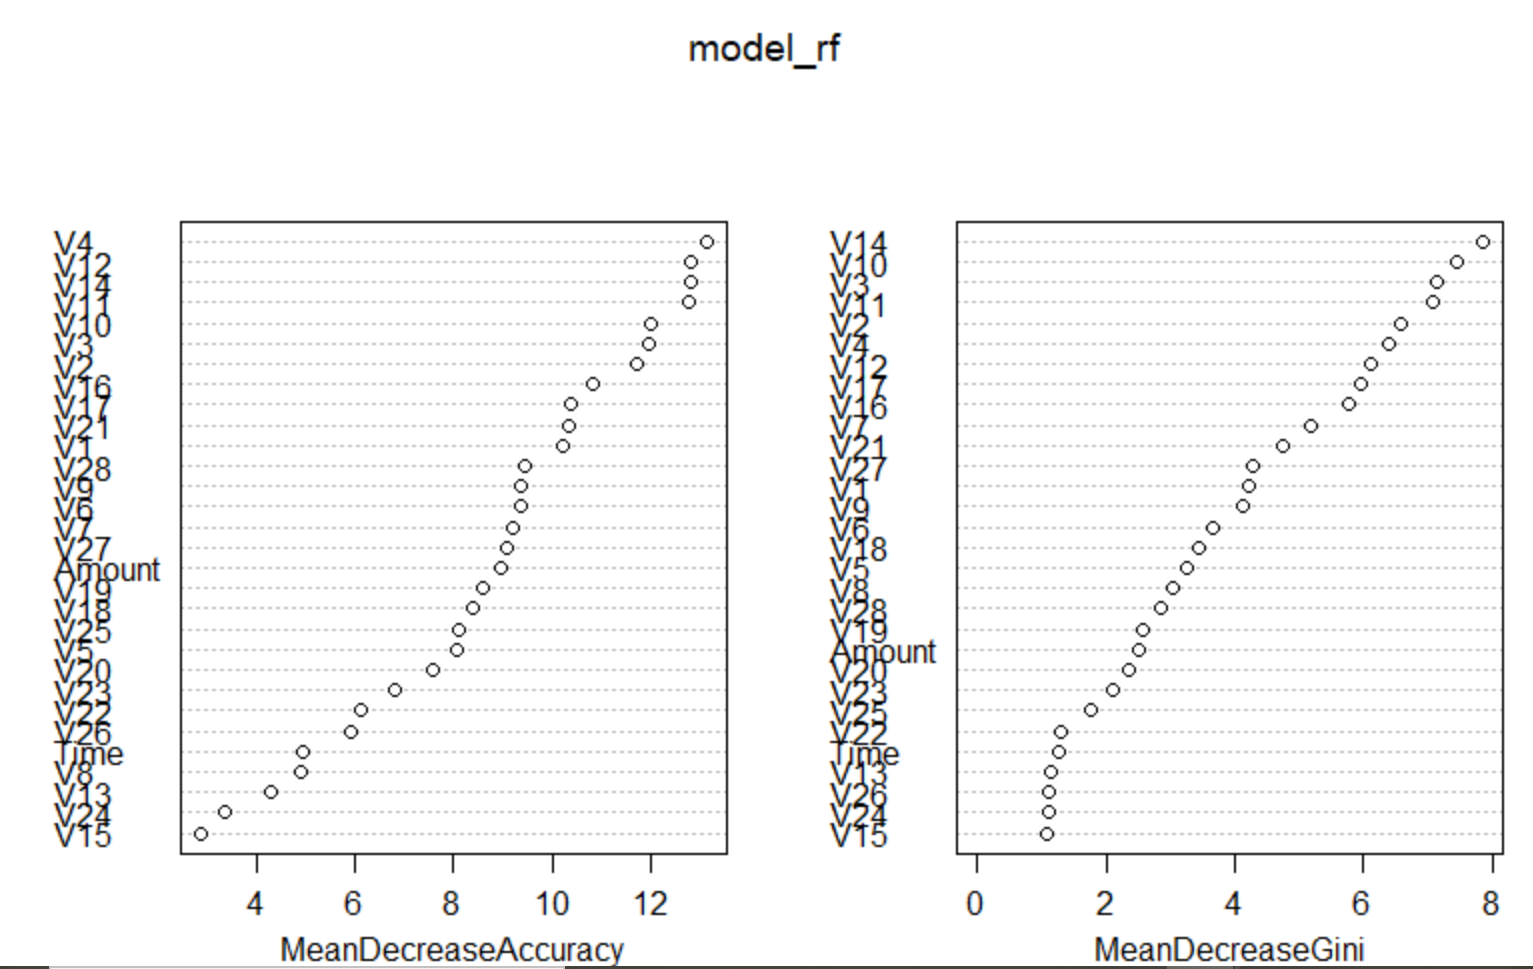 model_rf
V4
V12
V14
V11
V10
V3
V2
V16
V17
V21
V1
V28
V9
V6
V7
V27
Amount
V19
V18
V25
V5
V20
V23
V22
V26
Time
V8
V13
V24
V15
4 6 8 10 12
MeanDecreaseAccuracy
V14
V10
V3
V11
V2
V4
V12
V17
V16
V7
V21
V27
V1
V9
V6
V18
V5
V8
V28
V19
Amount
V20
V23
V25
V22
Time
V13
V26
V24
V15
0 2 4 6 8
MeanDecreaseGini